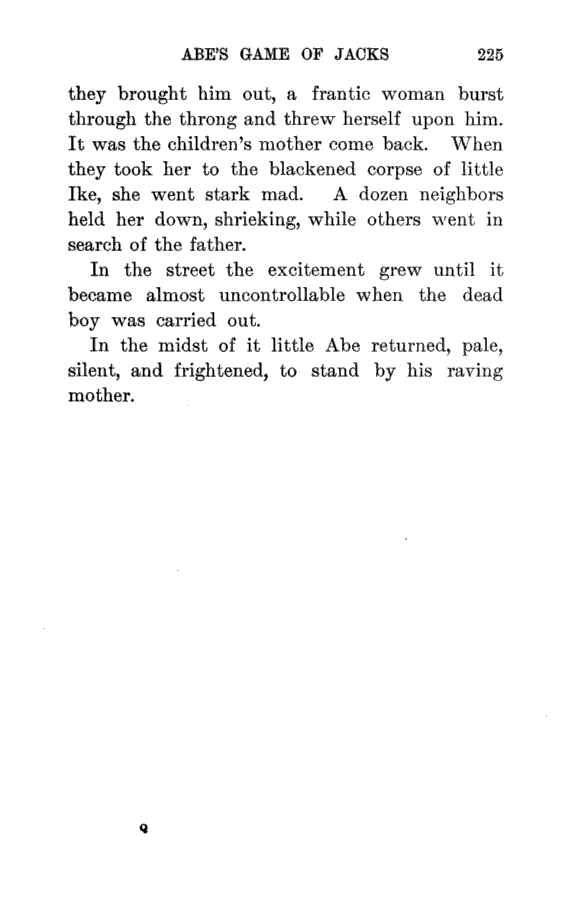 ABE'S GAME OF JACKS 225
they brought him out, a frantic woman burst
through the throng and threw herself upon him.
It was the children's mother come back. When
they took her to the blackened corpse of little
Ike, she went stark mad. A dozen neighbors
held her down, shrieking, while others went in
search of the father.
In the street the excitement grew until it
became almost uncontrollable when the dead
boy was carried out.
In the midst of it little Abe returned, pale,
silent, and frightened, to stand by his raving
mother.
Q